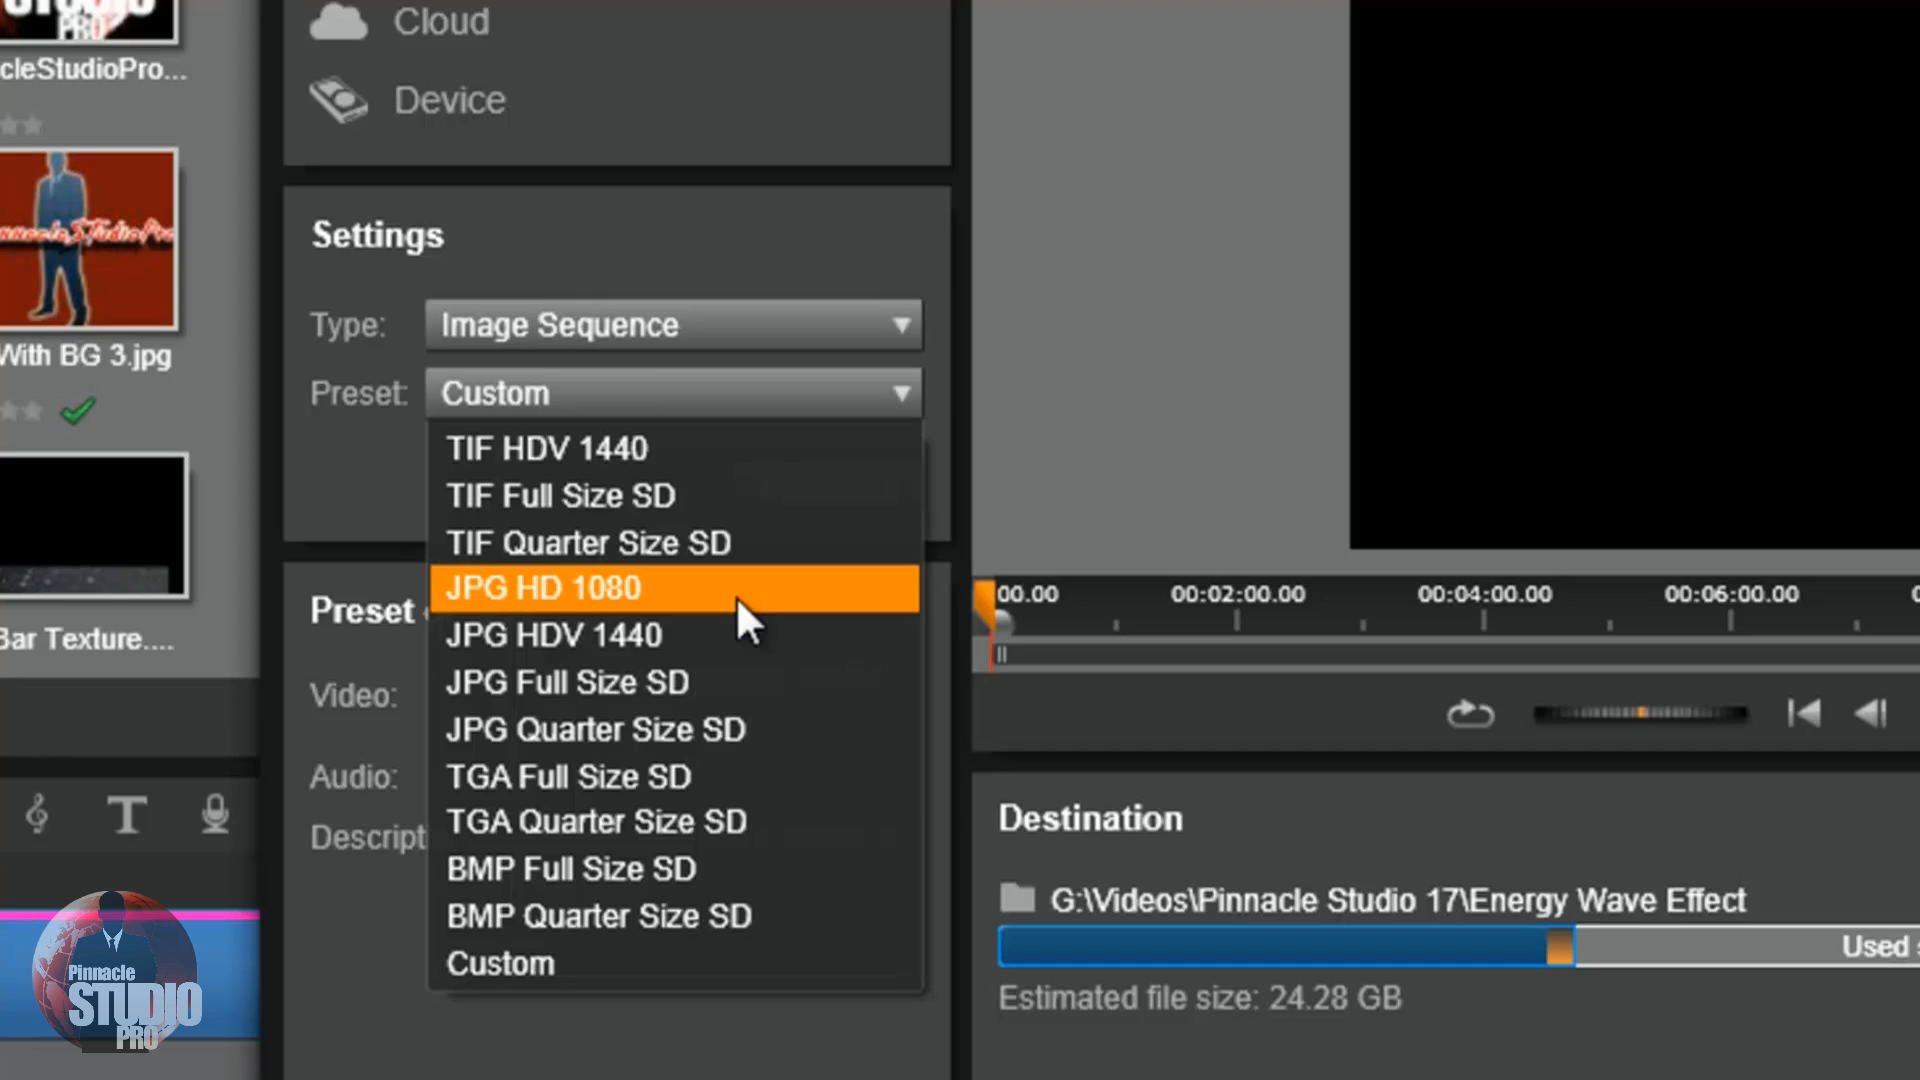 STUDIO
PRO
cleStudioPro...
With BG 3.jpg
Bar Texture....
Cloud
Device
Settings
Type: Image Sequence
Preset: Custom
TIF HDV 1440
TIF Full Size SD
TIF Quarter Size SD
JPG HD 1080
JPG HDV 1440
JPG Full Size SD
JPG Quarter Size SD
TGA Full Size SD
TGA Quarter Size SD
BMP Full Size SD
BMP Quarter Size SD
Custom
Preset
Video:
Audio:
Descript
00.00 00:02:00.00 00:04:00.00 00:06:00.00
Destination
G:\Videos\Pinnacle Studio 17\Energy Wave Effect
Used
Estimated file size: 24.28 GB
T
Pinnacle
STUDIO
PRO